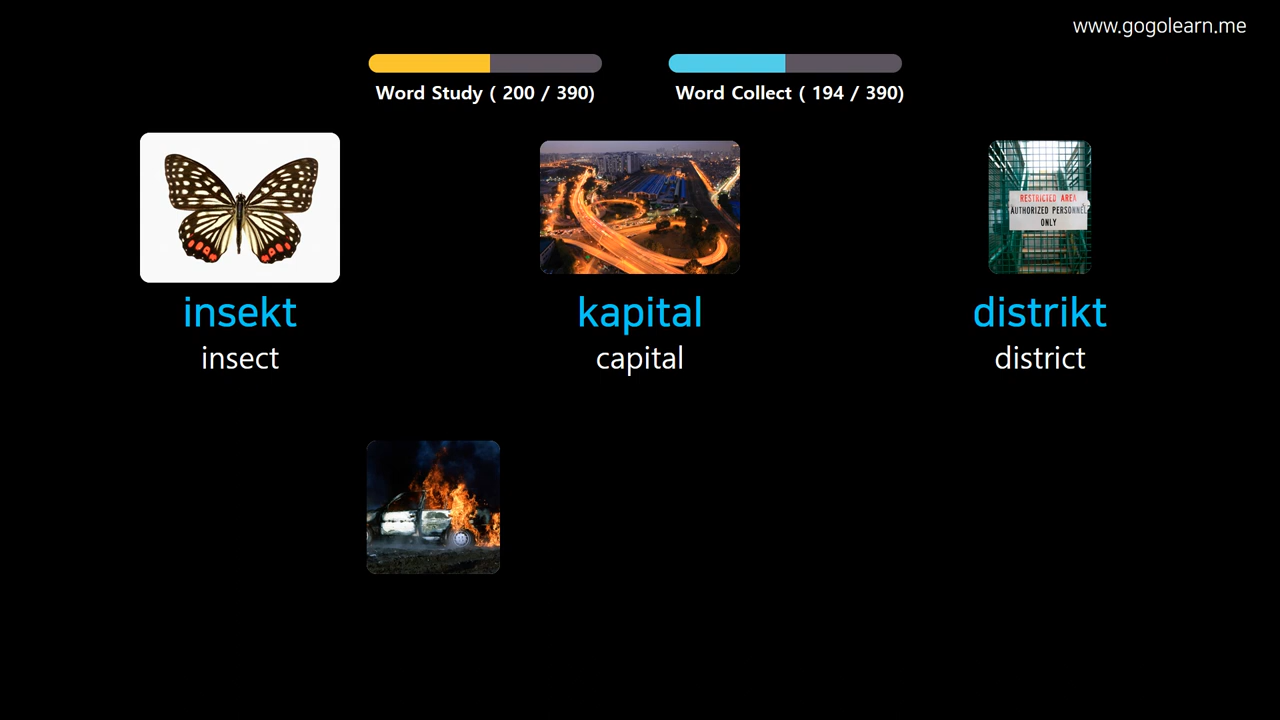 www.gogolearn.me
Word Study ( 200 / 390)
Word Collect ( 194 / 390)
RESTRICTED AREA
AUTHORIZED PERSONNEL
ONLY
insekt
kapital
distrikt
insect
capital
district